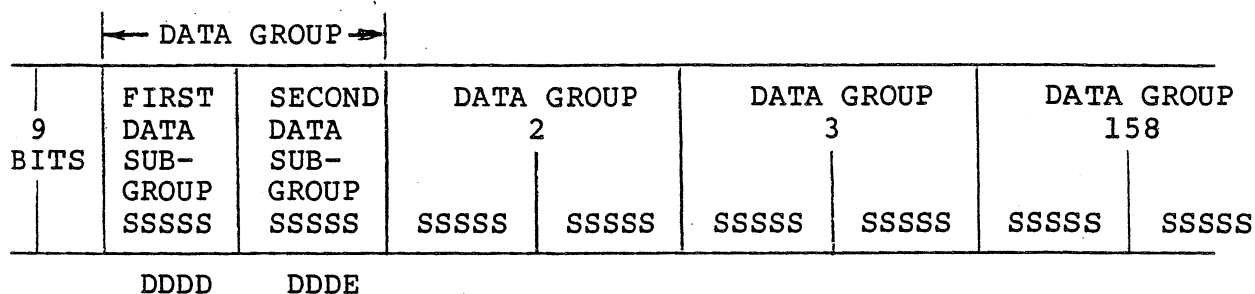 DATA GROUP
FIRST SECOND DATA GROUP DATA GROUP DATA GROUP
9 DATA DATA 2 3 158
BITS SUB- SUB-
GROUP GROUP
SSSSS SSSSS SSSSS SSSSS SSSSS SSSSS SSSSS SSSSS
DDDD DDDE